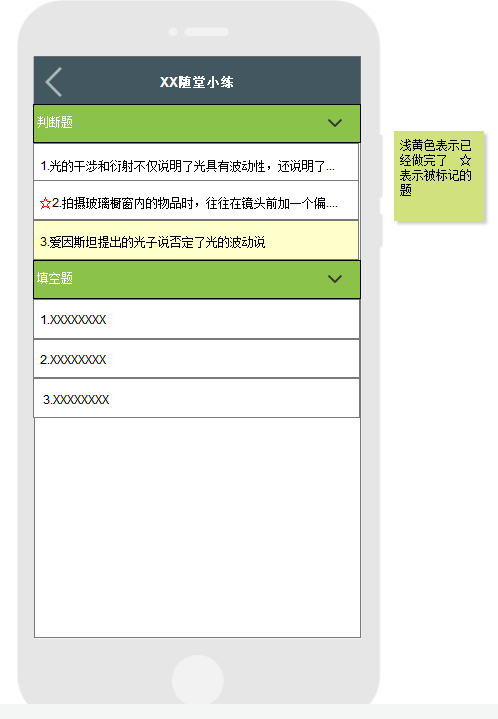 XX随堂小练
判断题
1.光的干涉和衍射不仅说明了光具有波动性，还说明了...
☆2.拍摄玻璃橱窗内的物品时，往往在镜头前加一个偏....
3.爱因斯坦提出的光子说否定了光的波动说
填空题
1.XXXXXXXX
2.XXXXXXXX
3.XXXXXXXX
浅黄色表示已
经做完了 ☆
表示被标记的
题